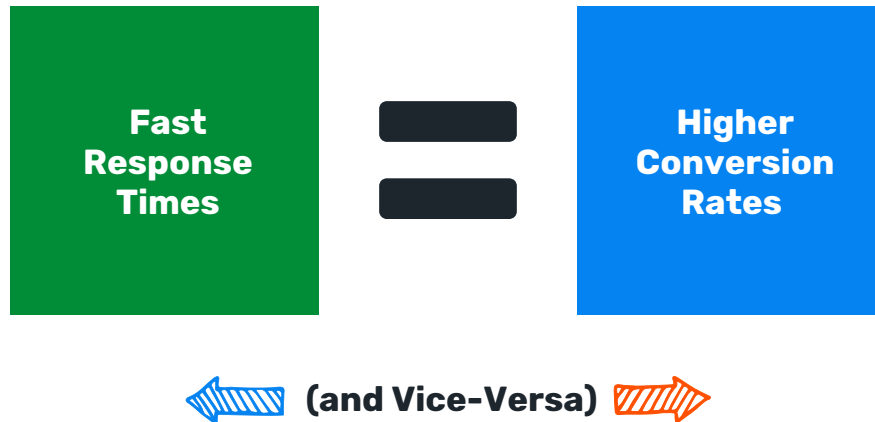 Fast
Response
Times
Higher
Conversion
Rates
(and Vice-Versa)